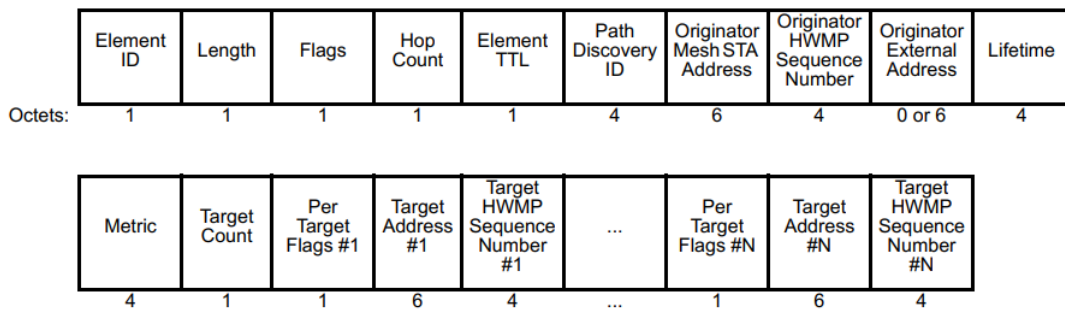 Element ID Length Flags Hop Count Element TTL Path Discovery ID Originator Mesh STA Address Originator HWMP Sequence Number Originator External Address Lifetime
Octets: 1 1 1 1 1 4 6 4 0 or 6 4
Metric Target Count Per Target Flags #1 Target Address #1 Target HWMP Sequence Number #1 ... Per Target Flags #N Target Address #N Target HWMP Sequence Number #N
4 1 1 6 4 ... 1 6 4